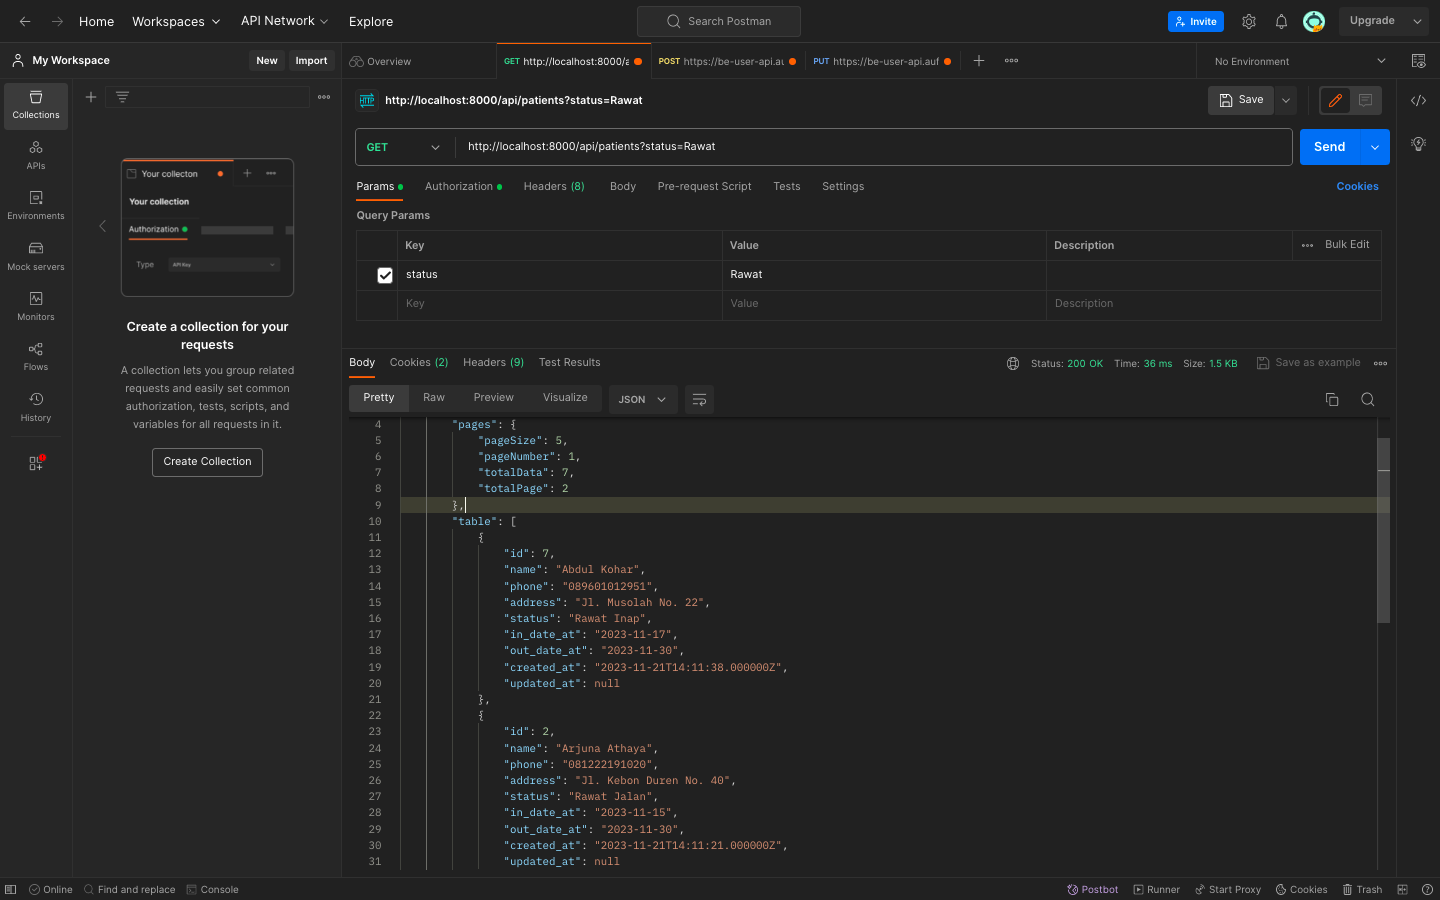 Home Workspaces API Network Explore Search Postman Invite Upgrade
My Workspace New Import Overview GET http://localhost:8000/a POST https://be-user-api.au PUT https://be-user-api.auf No Environment
Collections
APIs
Environments
Mock servers
Monitors
Flows
History
Your collecton
Your collection
Authorization
Type API Key
Create a collection for your
requests
A collection lets you group related
requests and easily set common
authorization, tests, scripts, and
variables for all requests in it.
Create Collection
HTTP http://localhost:8000/api/patients?status=Rawat Save
GET http://localhost:8000/api/patients?status=Rawat Send
Params Authorization Headers (8) Body Pre-request Script Tests Settings Cookies
Query Params
Key Value Description Bulk Edit
status Rawat
Key Value Description
Body Cookies (2) Headers (9) Test Results Status: 200 OK Time: 36 ms Size: 1.5 KB Save as example
Pretty Raw Preview Visualize JSON
4 "pages": {
5 "pageSize": 5,
6 "pageNumber": 1,
7 "totalData": 7,
8 "totalPage": 2
9 },
10 "table": [
11 {
12 "id": 7,
13 "name": "Abdul Kohar",
14 "phone": "089601012951",
15 "address": "Jl. Musolah No. 22",
16 "status": "Rawat Inap",
17 "in_date_at": "2023-11-17",
18 "out_date_at": "2023-11-30",
19 "created_at": "2023-11-21T14:11:38.000000Z",
20 "updated_at": null
21 },
22 {
23 "id": 2,
24 "name": "Arjuna Athaya",
25 "phone": "081222191020",
26 "address": "Jl. Kebon Duren No. 40",
27 "status": "Rawat Jalan",
28 "in_date_at": "2023-11-15",
29 "out_date_at": "2023-11-30",
30 "created_at": "2023-11-21T14:11:21.000000Z",
31 "updated_at": null
Online Find and replace Console Postbot Runner Start Proxy Cookies Trash